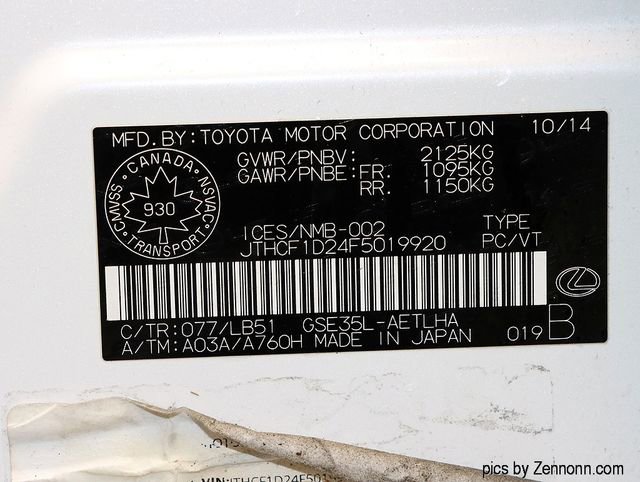 MFD. BY: TOYOTA MOTOR CORPORATION 10/14
GVWR/PNBV: 2125KG
GAWR/PNBE: FR. 1095KG
RR. 1150KG
CANADA
CMVSS NSVAC
930
TRANSPORT
ICES/NMB-002 TYPE
JTHCF1D24F5019920 PC/VT
C/TR: 077/LB51 GSE35L-AETLHA
A/TM: A03A/A760H MADE IN JAPAN 019 B
VIN: JTHCF1D24F501
pics by Zennonn.com